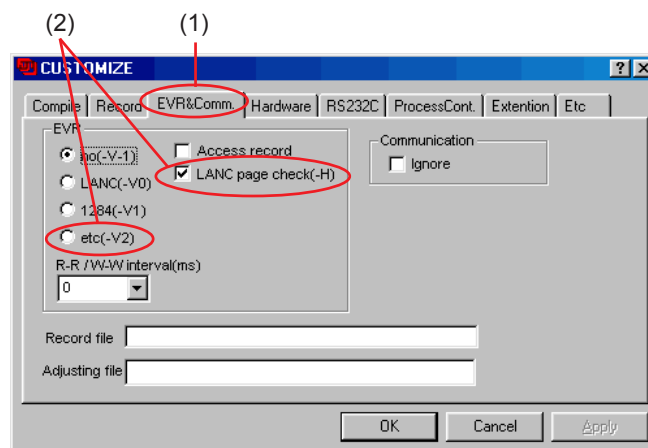 (2) (1)
CUSTOMIZE
Compile Record EVR&Comm. Hardware RS232C ProcessCont. Extention Etc
EVR
no(-V-1)
LANC(-V0)
1284(-V1)
etc(-V2)
R-R / W-W interval(ms)
0
Access record
LANC page check(-H)
Communication
Ignore
Record file
Adjusting file
OK Cancel Apply